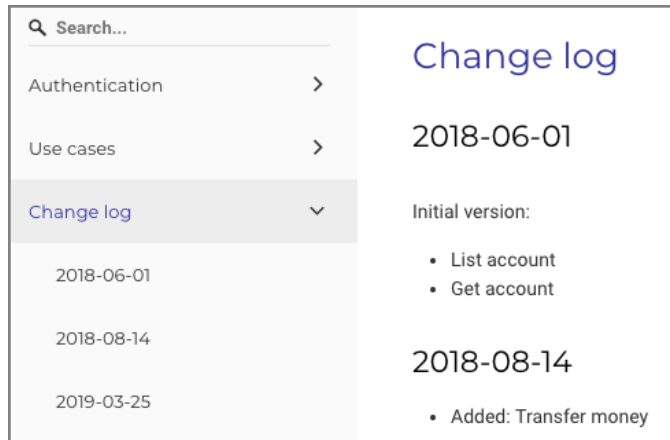 Search...
Authentication
Use cases
Change log
2018-06-01
2018-08-14
2019-03-25
Change log
2018-06-01
Initial version:
• List account
• Get account
2018-08-14
• Added: Transfer money